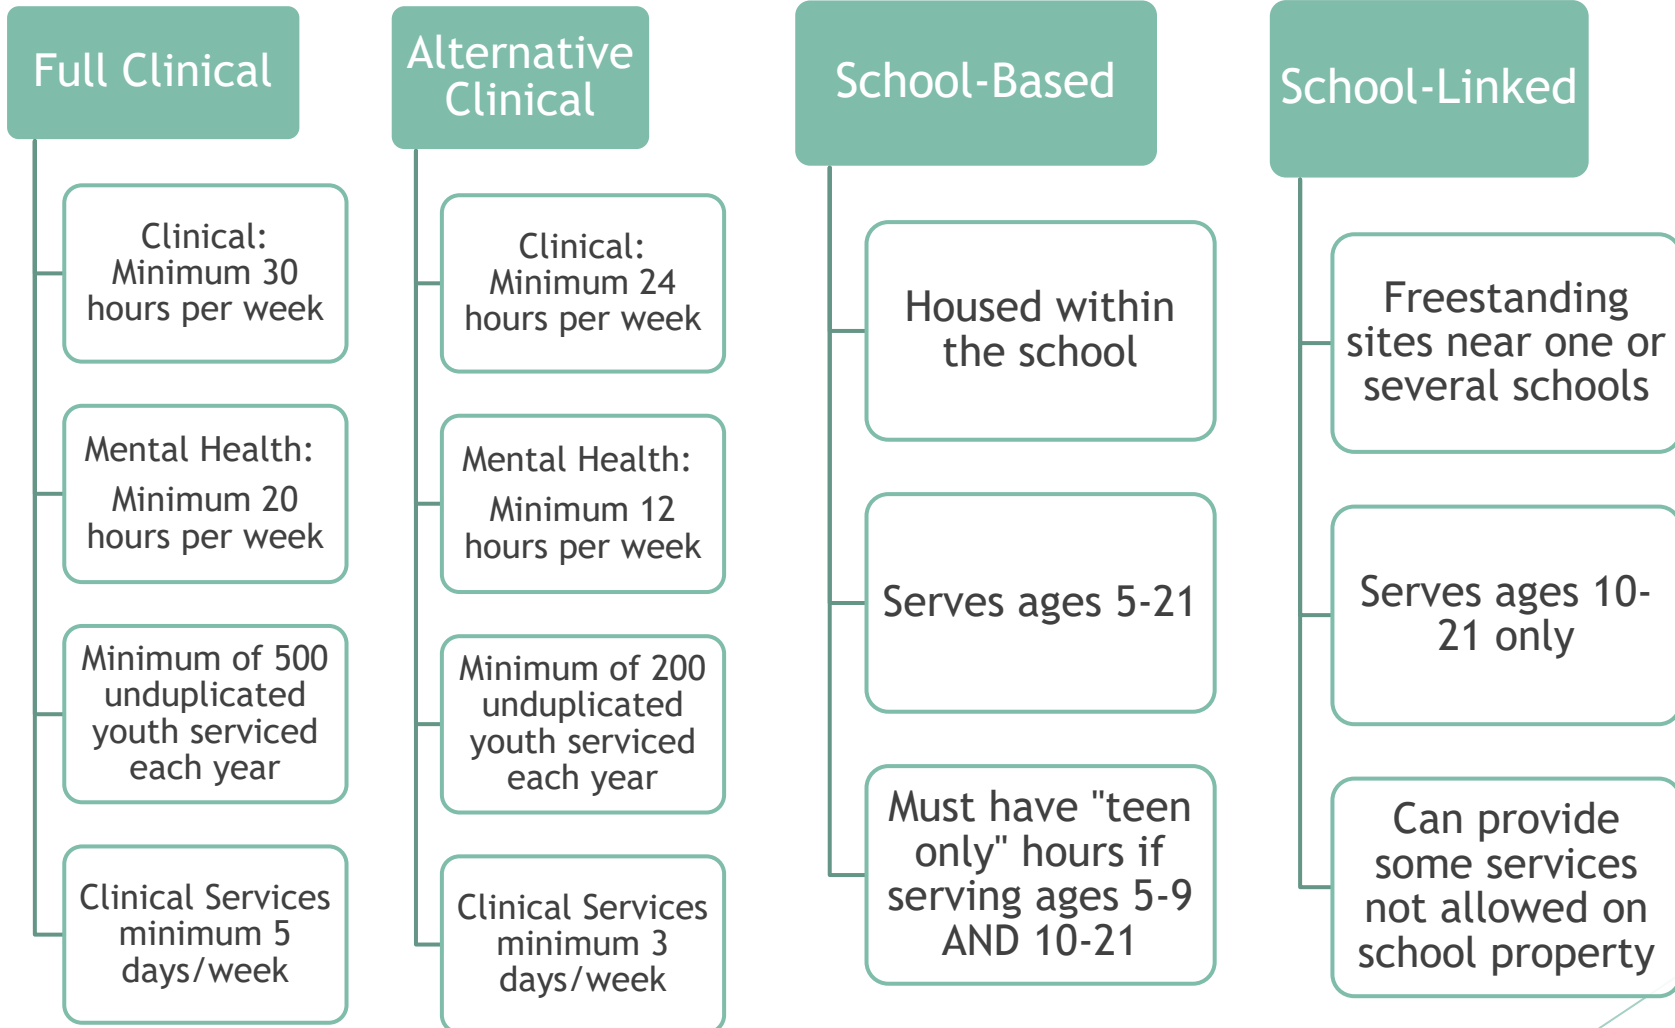 Full Clinical
Clinical:
Minimum 30
hours per week
Mental Health:
Minimum 20
hours per week
Minimum of 500
unduplicated
youth serviced
each year
Clinical Services
minimum 5
days/week
Alternative
Clinical
Clinical:
Minimum 24
hours per week
Mental Health:
Minimum 12
hours per week
Minimum of 200
unduplicated
youth serviced
each year
Clinical Services
minimum 3
days/week
School-Based
Housed within
the school
Serves ages 5-21
Must have "teen
only" hours if
serving ages 5-9
AND 10-21
School-Linked
Freestanding
sites near one or
several schools
Serves ages 10-
21 only
Can provide
some services
not allowed on
school property